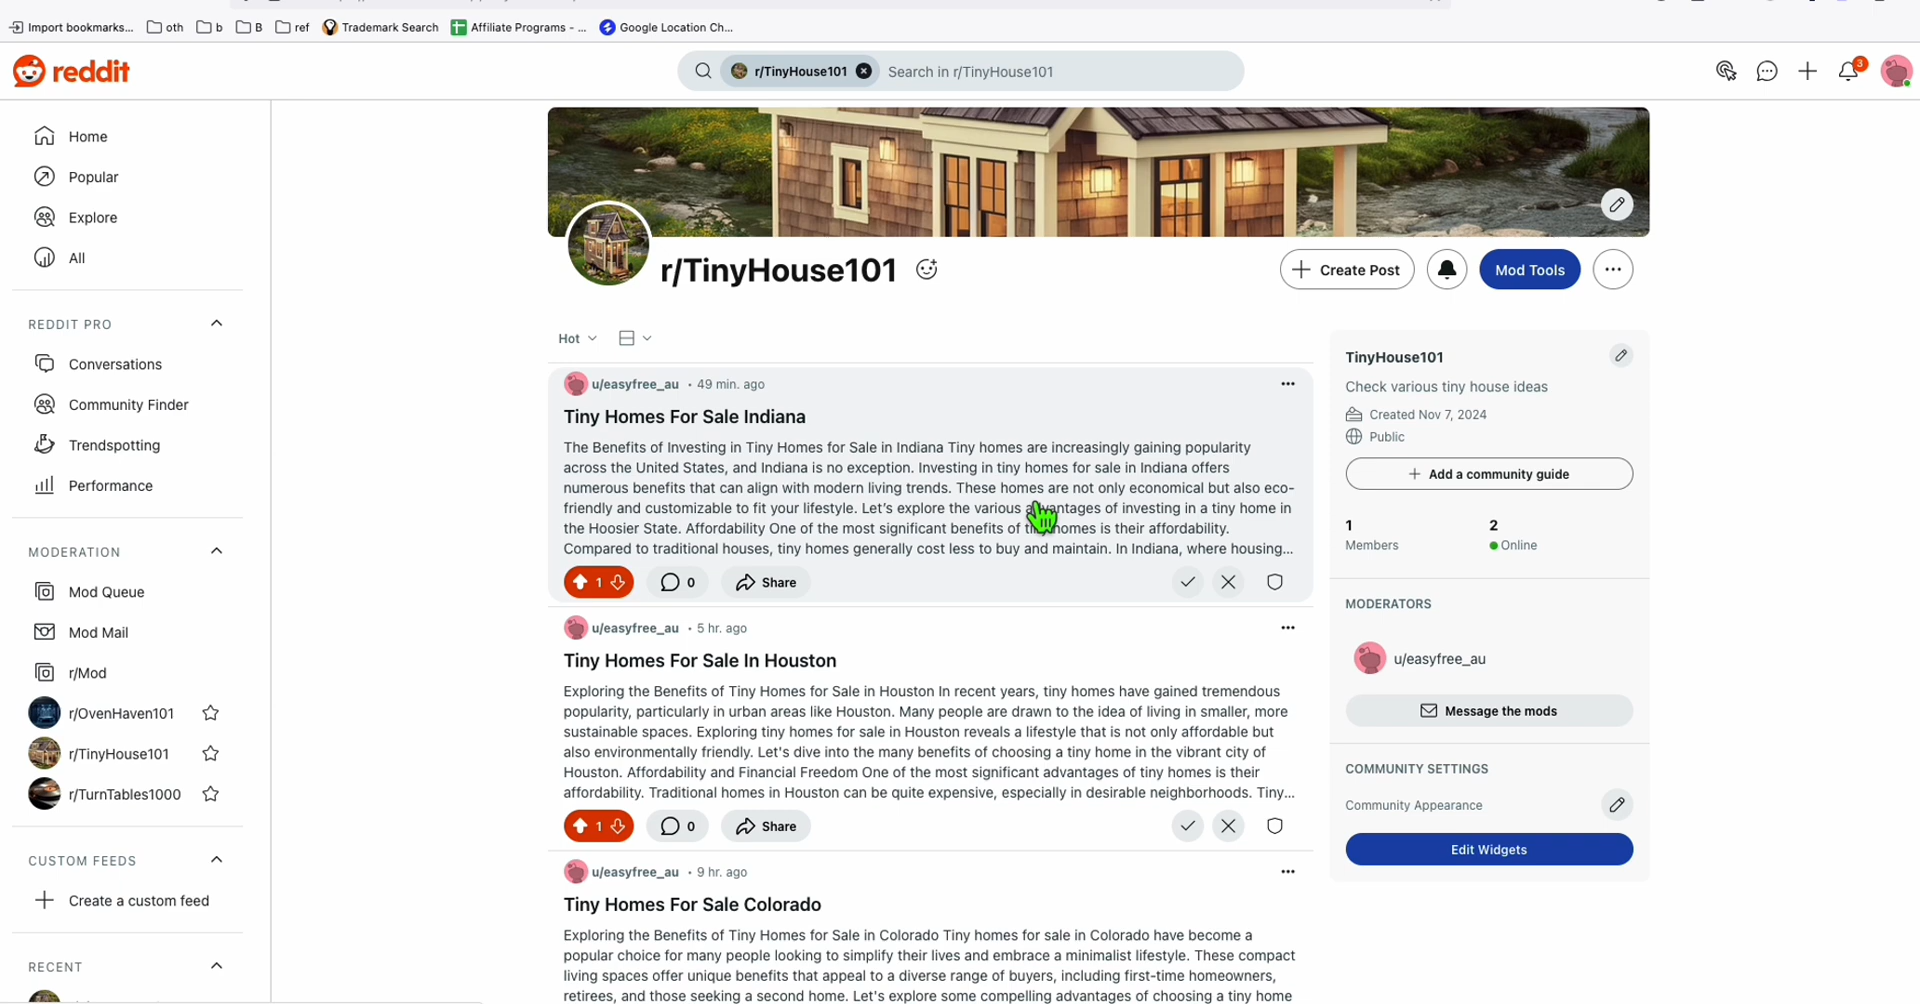 Import bookmarks...
oth
b
B
ref
Trademark Search
Affiliate Programs - ...
Google Location Ch...
reddit
r/TinyHouse101
Search in r/TinyHouse101
3
Home
Popular
Explore
All
REDDIT PRO
Conversations
Community Finder
Trendspotting
Performance
MODERATION
Mod Queue
Mod Mail
r/Mod
r/OvenHaven101
r/TinyHouse101
r/TurnTables1000
CUSTOM FEEDS
Create a custom feed
RECENT
r/TinyHouse101
Create Post
Mod Tools
Hot
u/easyfree_au • 49 min. ago
Tiny Homes For Sale Indiana
The Benefits of Investing in Tiny Homes for Sale in Indiana Tiny homes are increasingly gaining popularity
across the United States, and Indiana is no exception. Investing in tiny homes for sale in Indiana offers
numerous benefits that can align with modern living trends. These homes are not only economical but also eco-
friendly and customizable to fit your lifestyle. Let's explore the various advantages of investing in a tiny home in
the Hoosier State. Affordability One of the most significant benefits of tiny homes is their affordability.
Compared to traditional houses, tiny homes generally cost less to buy and maintain. In Indiana, where housing...
1
0
Share
u/easyfree_au • 5 hr. ago
Tiny Homes For Sale In Houston
Exploring the Benefits of Tiny Homes for Sale in Houston In recent years, tiny homes have gained tremendous
popularity, particularly in urban areas like Houston. Many people are drawn to the idea of living in smaller, more
sustainable spaces. Exploring tiny homes for sale in Houston reveals a lifestyle that is not only affordable but
also environmentally friendly. Let's dive into the many benefits of choosing a tiny home in the vibrant city of
Houston. Affordability and Financial Freedom One of the most significant advantages of tiny homes is their
affordability. Traditional homes in Houston can be quite expensive, especially in desirable neighborhoods. Tiny...
1
0
Share
u/easyfree_au • 9 hr. ago
Tiny Homes For Sale Colorado
Exploring the Benefits of Tiny Homes for Sale in Colorado Tiny homes for sale in Colorado have become a
popular choice for many people looking to simplify their lives and embrace a minimalist lifestyle. These compact
living spaces offer unique benefits that appeal to a diverse range of buyers, including first-time homeowners,
retirees, and those seeking a second home. Let's explore some compelling advantages of choosing a tiny home
TinyHouse101
Check various tiny house ideas
Created Nov 7, 2024
Public
Add a community guide
1
Members
2
Online
MODERATORS
u/easyfree_au
Message the mods
COMMUNITY SETTINGS
Community Appearance
Edit Widgets